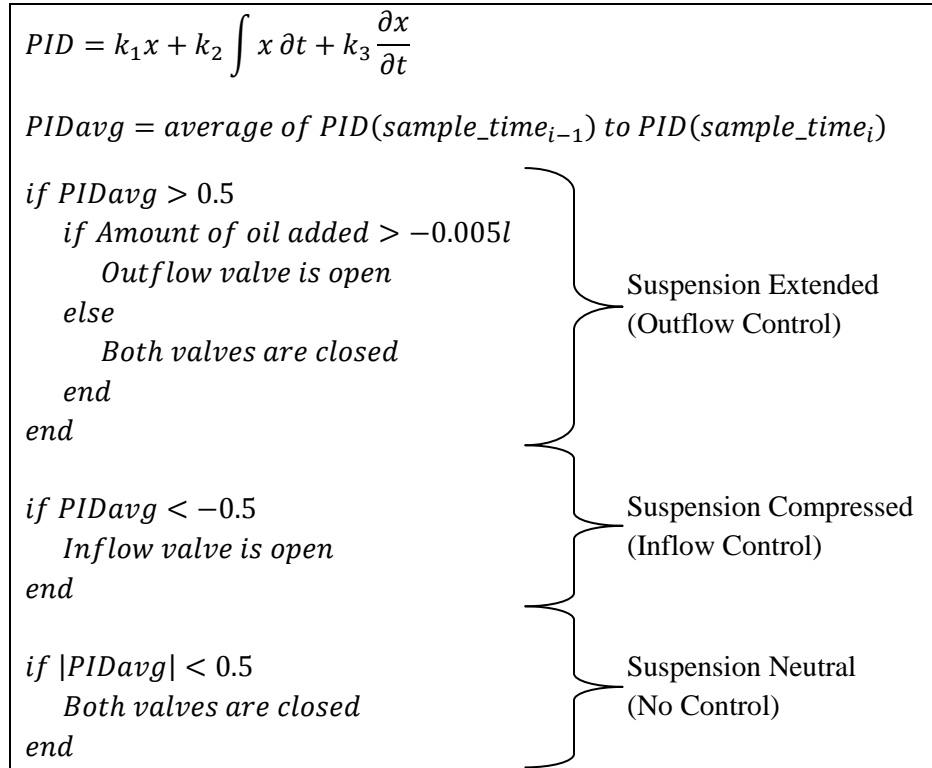 PID = k₁x + k₂ ∫ x ∂t + k₃ ∂x/∂t
PIDavg = average of PID(sample_timeᵢ₋₁) to PID(sample_timeᵢ)
if PIDavg > 0.5
if Amount of oil added > −0.005l
Outflow valve is open
else
Both valves are closed
end
end
Suspension Extended
(Outflow Control)
if PIDavg < −0.5
Inflow valve is open
end
Suspension Compressed
(Inflow Control)
if |PIDavg| < 0.5
Both valves are closed
end
Suspension Neutral
(No Control)